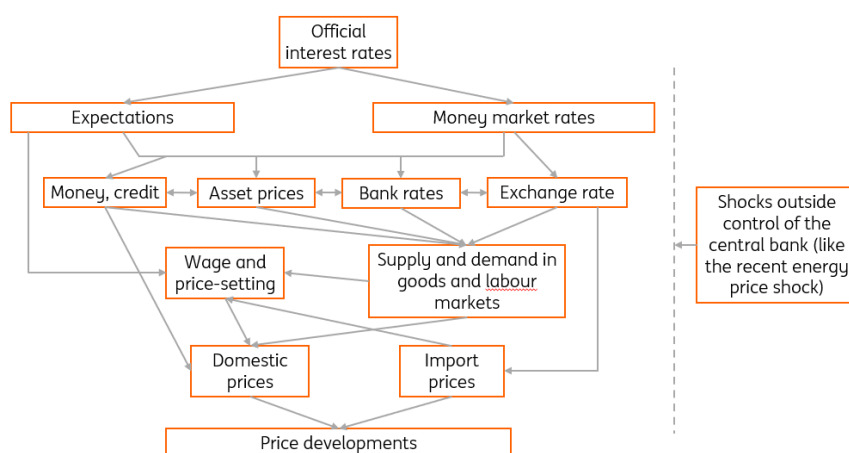 Official
interest rates
Expectations
Money market rates
Money, credit
Asset prices
Bank rates
Exchange rate
Shocks outside
control of the
central bank (like
the recent energy
price shock)
Wage and
price-setting
Supply and demand in
goods and labour
markets
Domestic
prices
Import
prices
Price developments